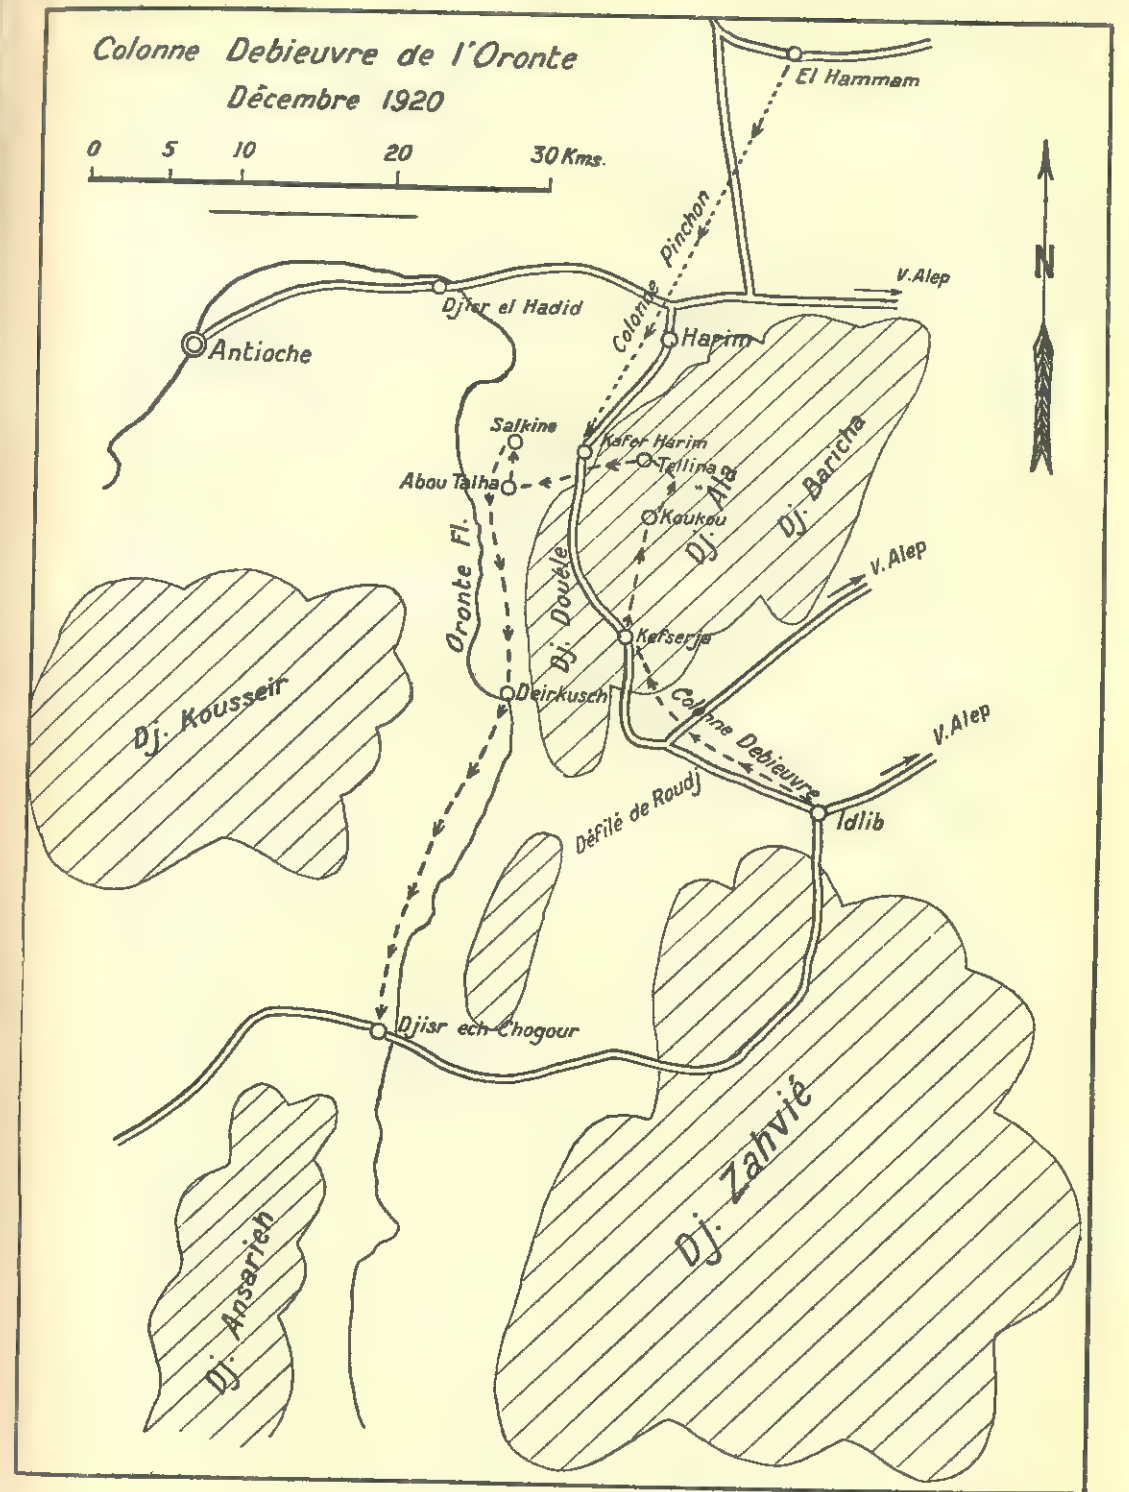 Colonne Debieuvre de l'Oronte
Décembre 1920
0 5 10 20 30 Kms.
El Hammam
Colonne Pinchon
N
V. Alep
Djisr el Hadid
Antioche
Harim
Salkine
Kafer Harim
Tellina
Abou Talha
Dj. Ala
Dj. Baricha
Koukou
Oronte Fl.
Dj. Douéle
V. Alep
Kefserja
Dj. Kousseir
Deirkusch
Colonne Debieuvre
V. Alep
Défilé de Roudj
Idlib
Djisr ech Chogour
Dj. Zahvié
Dj. Ansarieh